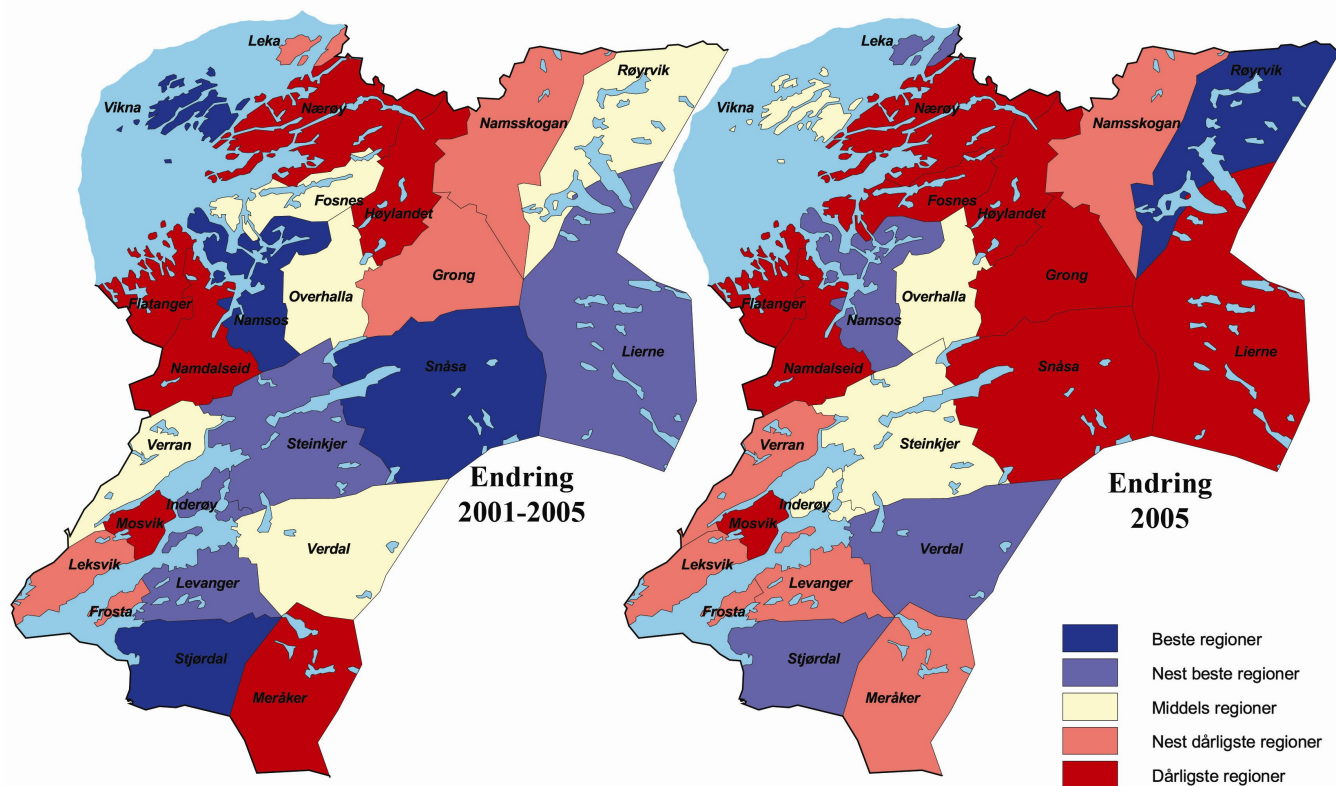 Leka
Røyrvik
Vikna
Nærøy
Namsskogan
Fosnes
Høylandet
Grong
Flatanger
Overhalla
Namsos
Lierne
Namdalseid
Snåsa
Verran
Steinkjer
Endring
2001-2005
Inderøy
Mosvik
Verdal
Leksvik
Levanger
Frosta
Stjørdal
Meråker
Leka
Røyrvik
Vikna
Nærøy
Namsskogan
Fosnes
Høylandet
Grong
Flatanger
Overhalla
Namsos
Lierne
Namdalseid
Snåsa
Verran
Steinkjer
Endring
2005
Inderøy
Mosvik
Verdal
Leksvik
Levanger
Frosta
Stjørdal
Meråker
Beste regioner
Nest beste regioner
Middels regioner
Nest dårligste regioner
Dårligste regioner